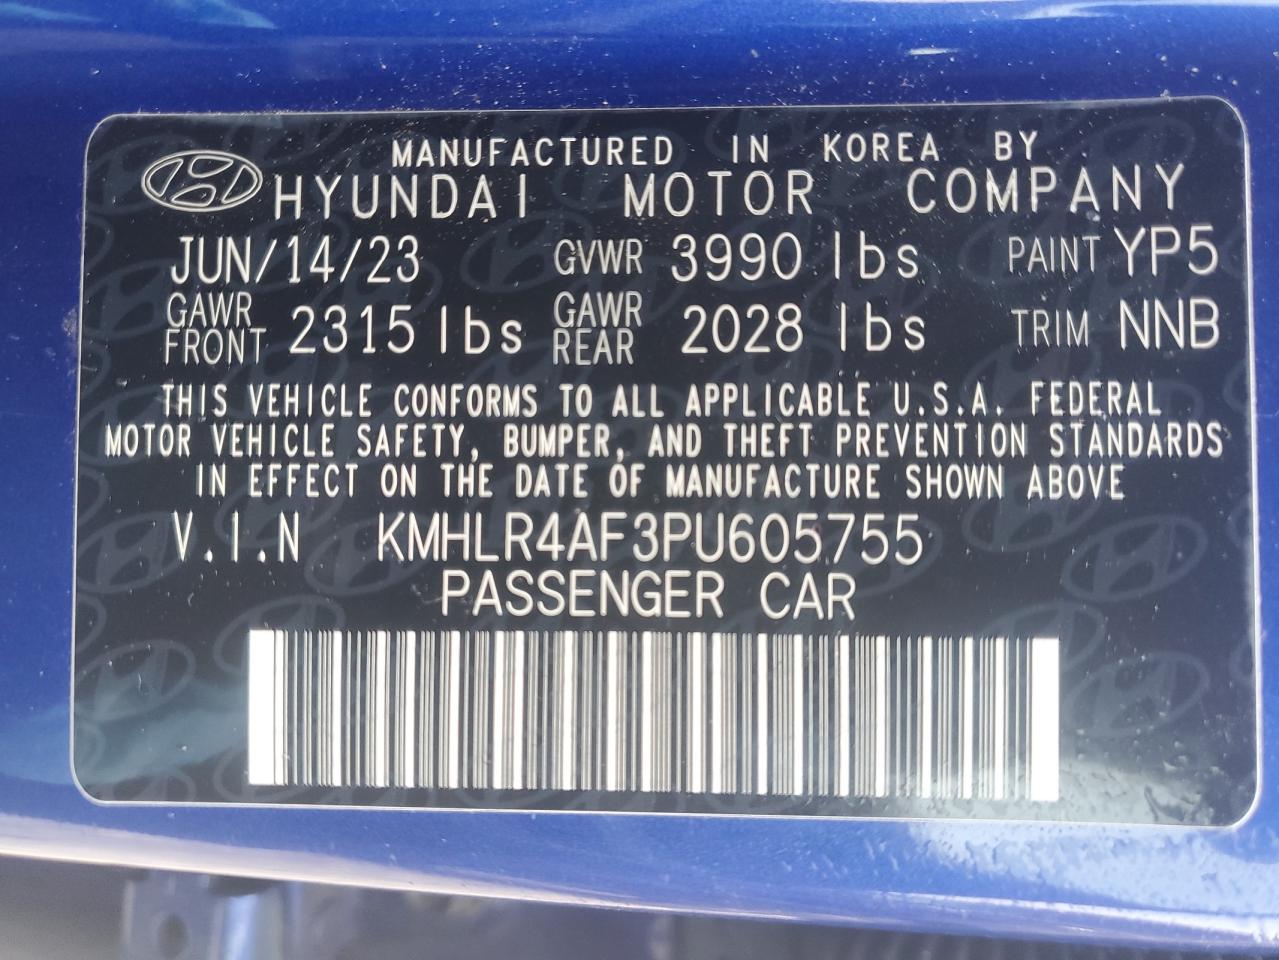 MANUFACTURED IN KOREA BY
HYUNDAI MOTOR COMPANY
JUN/14/23 GVWR 3990 lbs PAINT YP5
GAWR FRONT 2315 lbs GAWR REAR 2028 lbs TRIM NNB
THIS VEHICLE CONFORMS TO ALL APPLICABLE U.S.A. FEDERAL
MOTOR VEHICLE SAFETY, BUMPER, AND THEFT PREVENTION STANDARDS
IN EFFECT ON THE DATE OF MANUFACTURE SHOWN ABOVE
V.I.N KMHLR4AF3PU605755
PASSENGER CAR